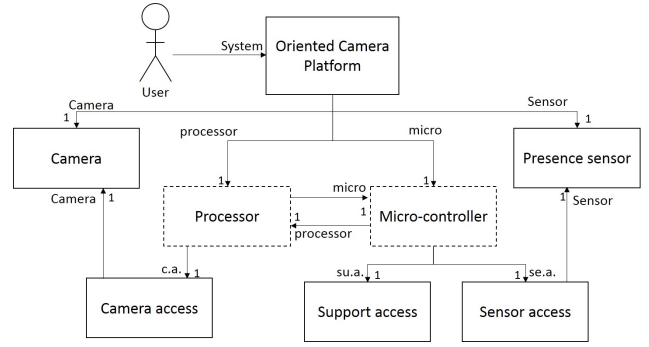 System
Oriented Camera
Platform
User
Camera
1
Sensor
1
processor
micro
Camera
Presence sensor
1
1
micro
Camera
1
Processor
Micro-controller
1
Sensor
1
1
processor
c.a.
1
su.a.
1
1
se.a.
Camera access
Support access
Sensor access